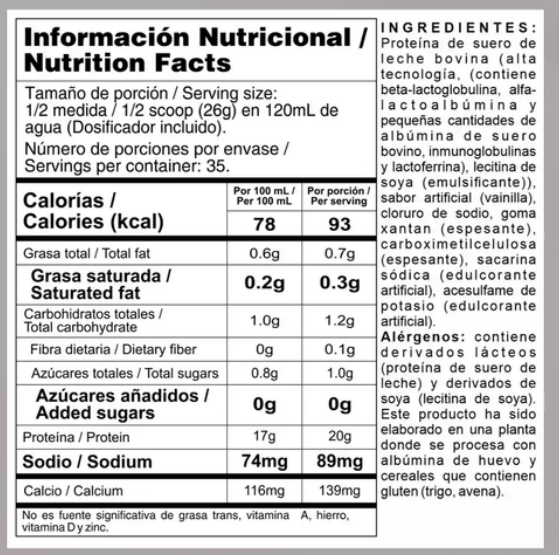 Información Nutricional /
Nutrition Facts
Tamaño de porción / Serving size:
1/2 medida / 1/2 scoop (26g) en 120mL de
agua (Dosificador incluido).
Número de porciones por envase /
Servings per container: 35.
Calorías /
Calories (kcal)
Por 100 mL /
Per 100 mL
78
Por porción /
Per serving
93
Grasa total / Total fat 0.6g 0.7g
Grasa saturada /
Saturated fat 0.2g 0.3g
Carbohidratos totales /
Total carbohydrate 1.0g 1.2g
Fibra dietaria / Dietary fiber 0g 0.1g
Azúcares totales / Total sugars 0.8g 1.0g
Azúcares añadidos /
Added sugars 0g 0g
Proteína / Protein 17g 20g
Sodio / Sodium 74mg 89mg
Calcio / Calcium 116mg 139mg
No es fuente significativa de grasa trans, vitamina A, hierro,
vitamina D y zinc.
INGREDIENTES:
Proteína de suero de
leche bovina (alta
tecnología, (contiene
beta-lactoglobulina, alfa-
lactoalbúmina y
pequeñas cantidades de
albúmina de suero
bovino, inmunoglobulinas
y lactoferrina), lecitina de
soya (emulsificante)),
sabor artificial (vainilla),
cloruro de sodio, goma
xantan (espesante),
carboximetilcelulosa
(espesante), sacarina
sódica (edulcorante
artificial), acesulfame de
potasio (edulcorante
artificial).
Alérgenos: contiene
derivados lácteos
(proteína de suero de
leche) y derivados de
soya (lecitina de soya).
Este producto ha sido
elaborado en una planta
donde se procesa con
albúmina de huevo y
cereales que contienen
gluten (trigo, avena).